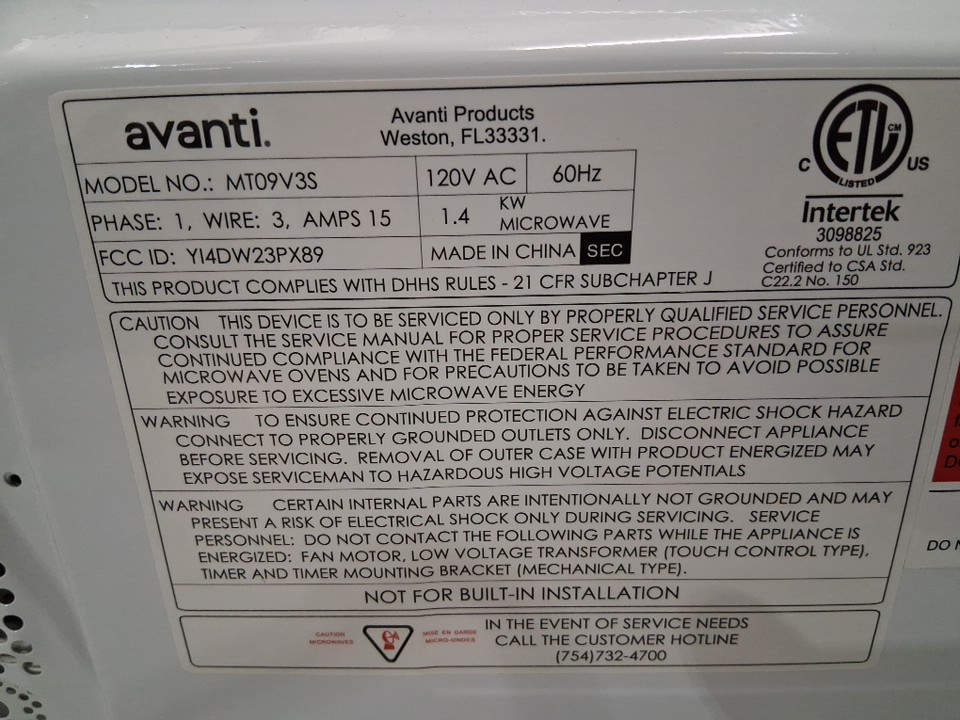 avanti.
Avanti Products
Weston, FL33331.
MODEL NO.: MT09V3S
120V AC
60Hz
PHASE: 1, WIRE: 3, AMPS 15
1.4 KW MICROWAVE
FCC ID: YI4DW23PX89
MADE IN CHINA SEC
THIS PRODUCT COMPLIES WITH DHHS RULES - 21 CFR SUBCHAPTER J
ETL CM
LISTED
C US
Intertek
3098825
Conforms to UL Std. 923
Certified to CSA Std.
C22.2 No. 150
CAUTION THIS DEVICE IS TO BE SERVICED ONLY BY PROPERLY QUALIFIED SERVICE PERSONNEL.
CONSULT THE SERVICE MANUAL FOR PROPER SERVICE PROCEDURES TO ASSURE
CONTINUED COMPLIANCE WITH THE FEDERAL PERFORMANCE STANDARD FOR
MICROWAVE OVENS AND FOR PRECAUTIONS TO BE TAKEN TO AVOID POSSIBLE
EXPOSURE TO EXCESSIVE MICROWAVE ENERGY
WARNING TO ENSURE CONTINUED PROTECTION AGAINST ELECTRIC SHOCK HAZARD
CONNECT TO PROPERLY GROUNDED OUTLETS ONLY. DISCONNECT APPLIANCE
BEFORE SERVICING. REMOVAL OF OUTER CASE WITH PRODUCT ENERGIZED MAY
EXPOSE SERVICEMAN TO HAZARDOUS HIGH VOLTAGE POTENTIALS
WARNING CERTAIN INTERNAL PARTS ARE INTENTIONALLY NOT GROUNDED AND MAY
PRESENT A RISK OF ELECTRICAL SHOCK ONLY DURING SERVICING. SERVICE
PERSONNEL: DO NOT CONTACT THE FOLLOWING PARTS WHILE THE APPLIANCE IS
ENERGIZED: FAN MOTOR, LOW VOLTAGE TRANSFORMER (TOUCH CONTROL TYPE),
TIMER AND TIMER MOUNTING BRACKET (MECHANICAL TYPE).
NOT FOR BUILT-IN INSTALLATION
CAUTION
MICROWAVES
MISE EN GARDE
MICRO-ONDES
IN THE EVENT OF SERVICE NEEDS
CALL THE CUSTOMER HOTLINE
(754)732-4700
DO